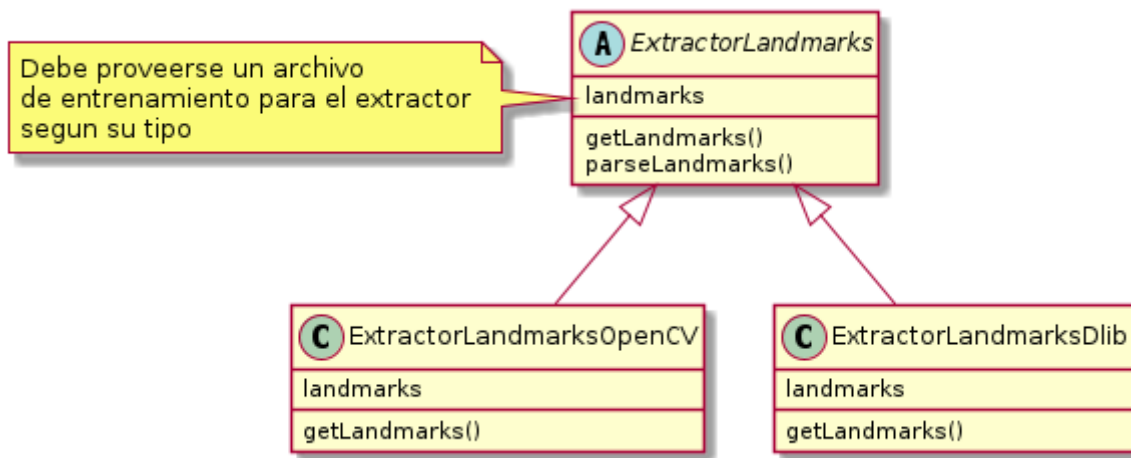 Debe proveerse un archivo
de entrenamiento para el extractor
segun su tipo
A ExtractorLandmarks
landmarks
getLandmarks()
parseLandmarks()
C ExtractorLandmarksOpenCV
landmarks
getLandmarks()
C ExtractorLandmarksDlib
landmarks
getLandmarks()